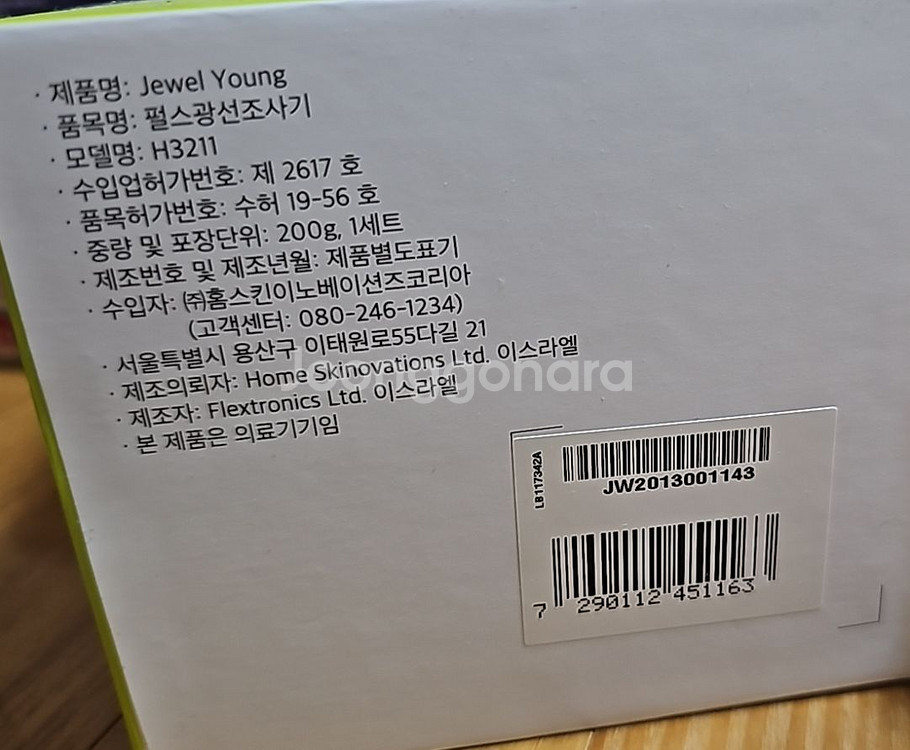 · 제품명: Jewel Young
· 품목명: 펄스광선조사기
· 모델명: H3211
· 수입업허가번호: 제 2617 호
· 품목허가번호: 수허 19-56 호
· 중량 및 포장단위: 200g, 1세트
· 제조번호 및 제조년월: 제품별도표기
· 수입자: ㈜홈스킨이노베이션즈코리아
(고객센터: 080-246-1234)
· 서울특별시 용산구 이태원로55다길 21
· 제조의뢰자: Home Skinovations Ltd. 이스라엘
· 제조자: Flextronics Ltd. 이스라엘
· 본 제품은 의료기기임
Joonggonara
LB117342A
JW2013001143
7 290112 451163